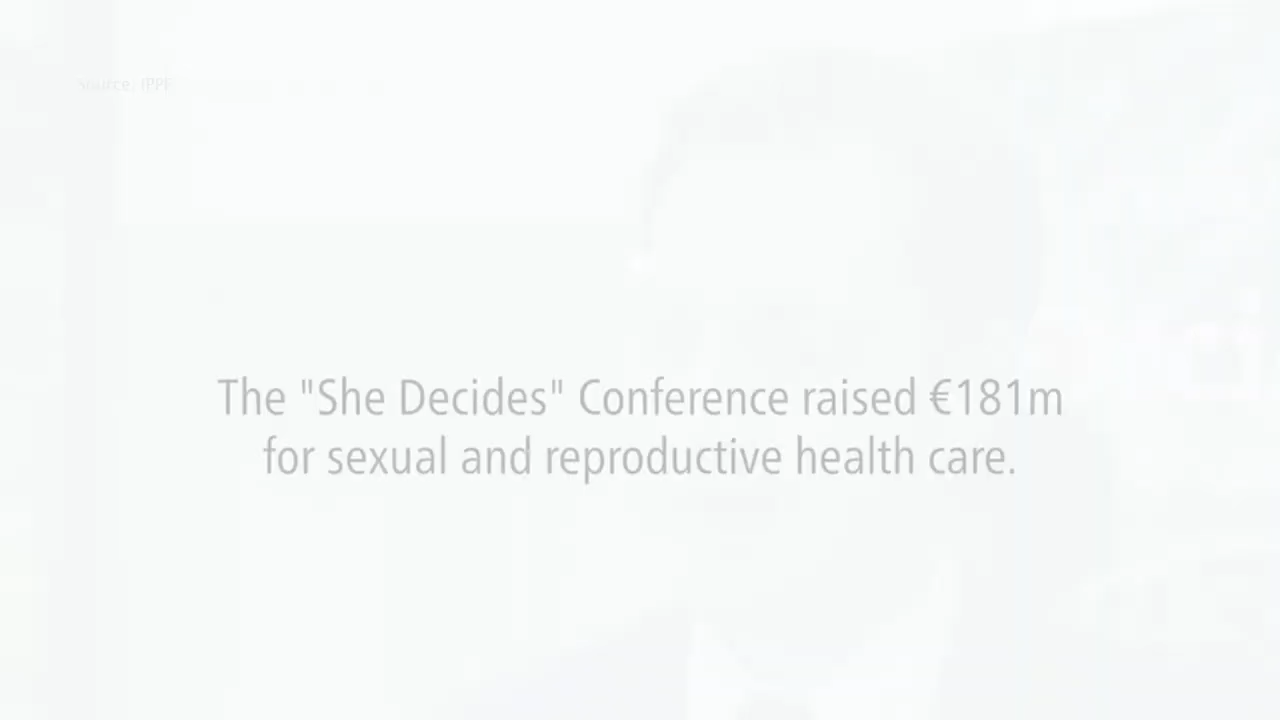 Source: IPPF
The "She Decides" Conference raised €181m
for sexual and reproductive health care.